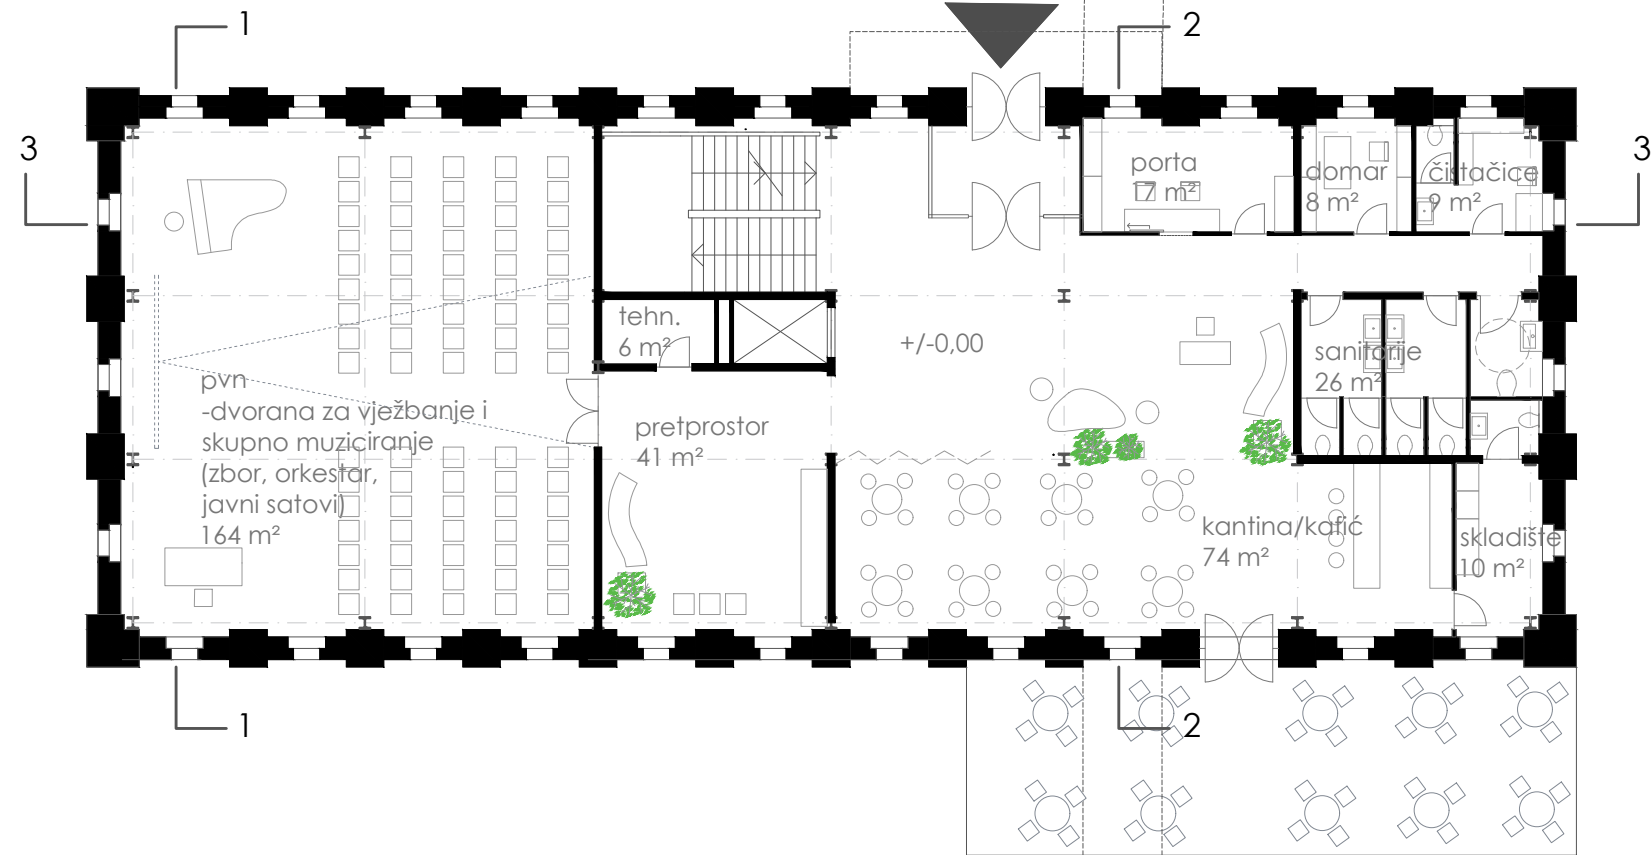 1
2
3
3
porta
17 m²
domar
8 m²
čistačice
9 m²
tehn.
6 m²
+/-0,00
sanitarije
26 m²
pvn
-dvorana za vježbanje i
skupno muziciranje
(zbor, orkestar,
javni satovi)
164 m²
pretprostor
41 m²
kantina/kafić
74 m²
skladište
10 m²
1
2